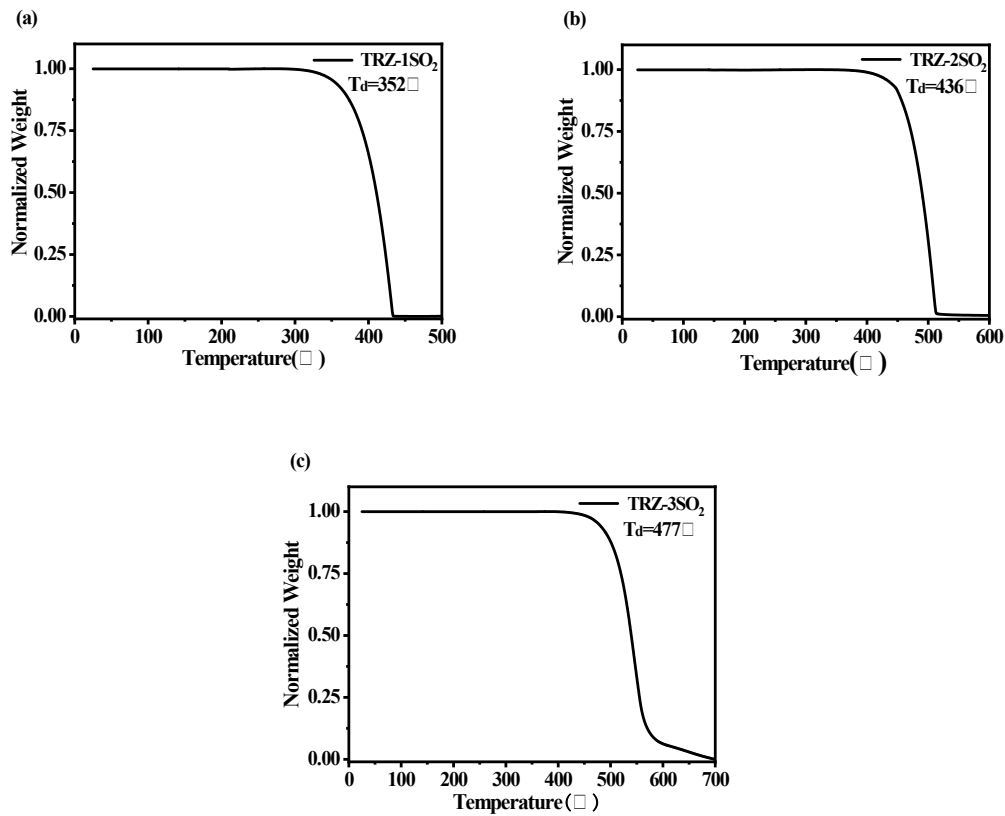 (a)
TRZ-1SO₂
Td=352□
1.00
0.75
0.50
0.25
0.00
Normalized Weight
0 100 200 300 400 500
Temperature(□)
(b)
TRZ-2SO₂
Td=436□
1.00
0.75
0.50
0.25
0.00
Normalized Weight
0 100 200 300 400 500 600
Temperature(□)
(c)
TRZ-3SO₂
Td=477□
1.00
0.75
0.50
0.25
0.00
Normalized Weight
0 100 200 300 400 500 600 700
Temperature(□)